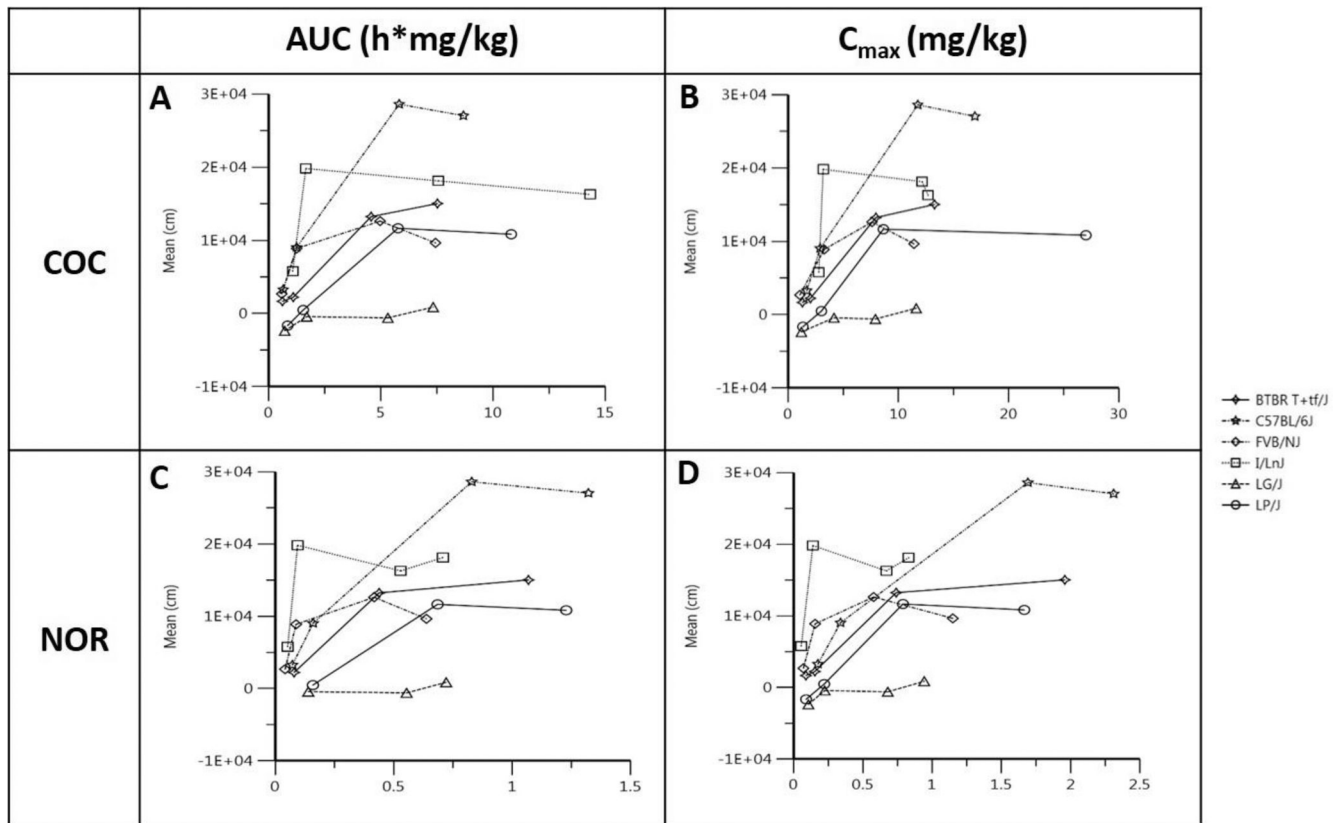 AUC (h*mg/kg)
Cmax (mg/kg)
COC
A
3E+04
2E+04
1E+04
0
-1E+04
Mean (cm)
0 5 10 15
B
3E+04
2E+04
1E+04
0
-1E+04
Mean (cm)
0 10 20 30
NOR
C
3E+04
2E+04
1E+04
0
-1E+04
Mean (cm)
0 0.5 1 1.5
D
3E+04
2E+04
1E+04
0
-1E+04
Mean (cm)
0 0.5 1 1.5 2 2.5
BTBR T+tf/J
C57BL/6J
FVB/NJ
I/LnJ
LG/J
LP/J